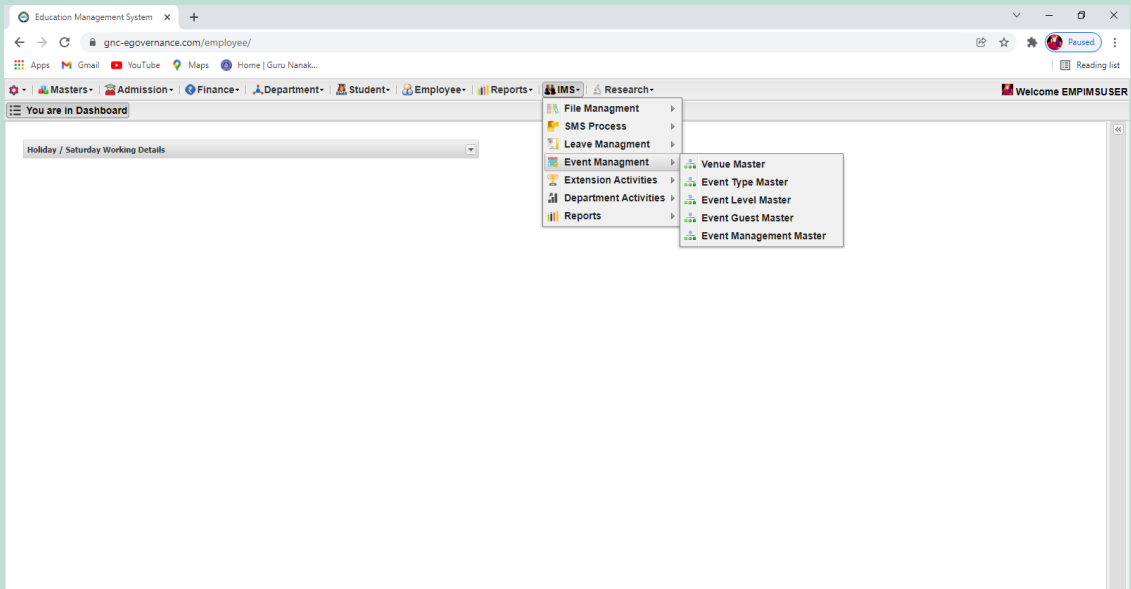 Education Management System
gnc-egovernance.com/employee/
Paused
Apps Gmail YouTube Maps Home | Guru Nanak...
Reading list
Masters Admission Finance Department Student Employee Reports IMS Research
Welcome EMPIMSUSER
You are in Dashboard
Holiday / Saturday Working Details
File Managment
SMS Process
Leave Managment
Event Managment
Extension Activities
Department Activities
Reports
Venue Master
Event Type Master
Event Level Master
Event Guest Master
Event Management Master